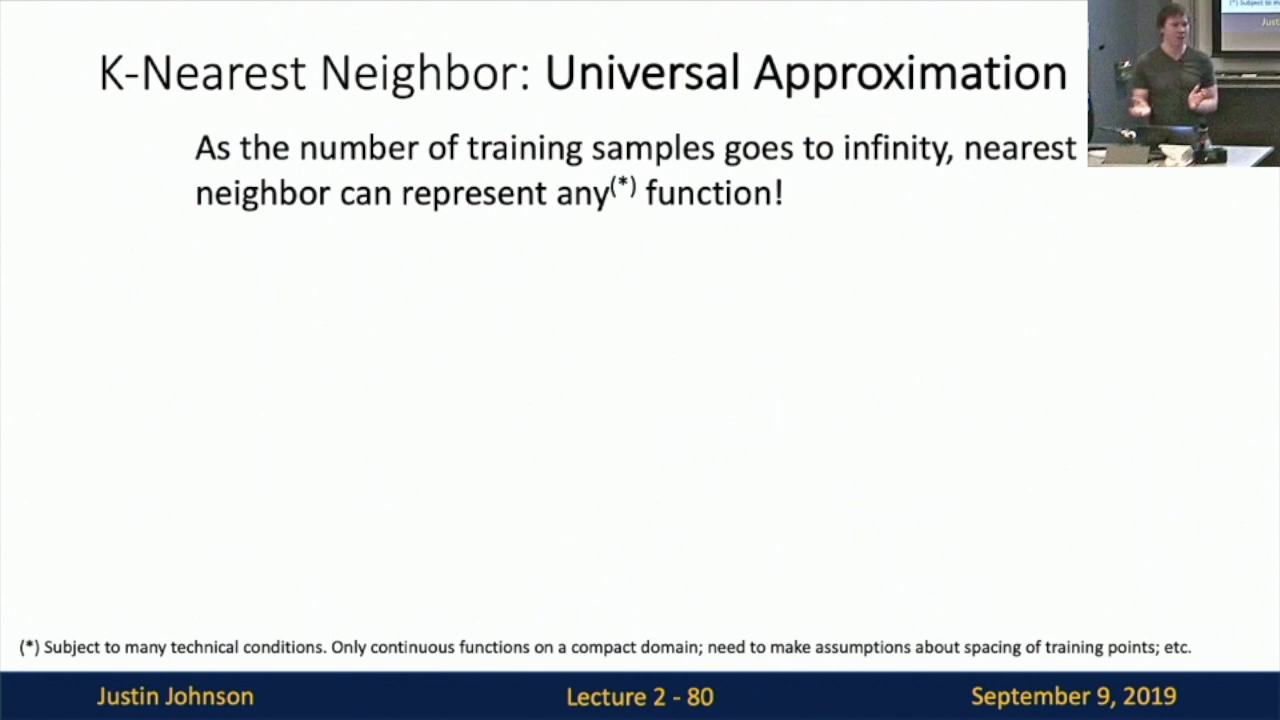 K-Nearest Neighbor: Universal Approximation
As the number of training samples goes to infinity, nearest
neighbor can represent any(*) function!
(*) Subject to many technical conditions. Only continuous functions on a compact domain; need to make assumptions about spacing of training points; etc.
Justin Johnson
Lecture 2 - 80
September 9, 2019